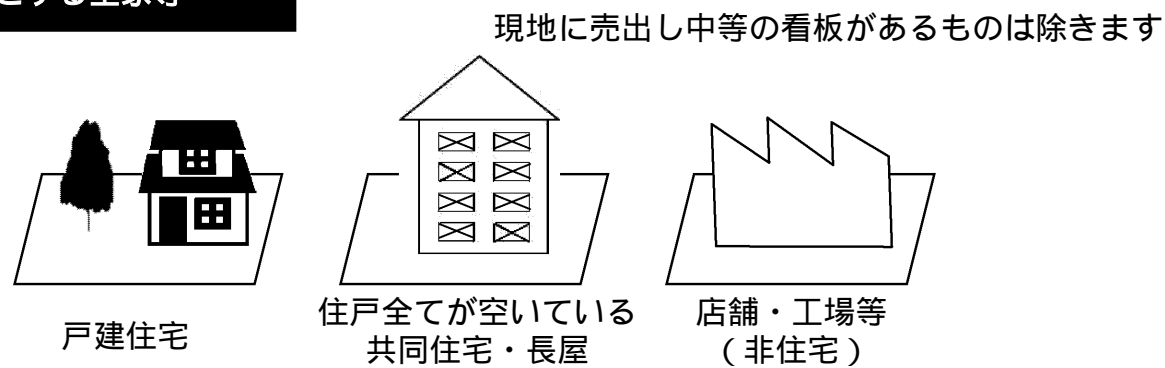 とする空家等
現地に売出し中等の看板があるものは除きます
戸建住宅
住戸全てが空いている
共同住宅・長屋
店舗・工場等
（非住宅）